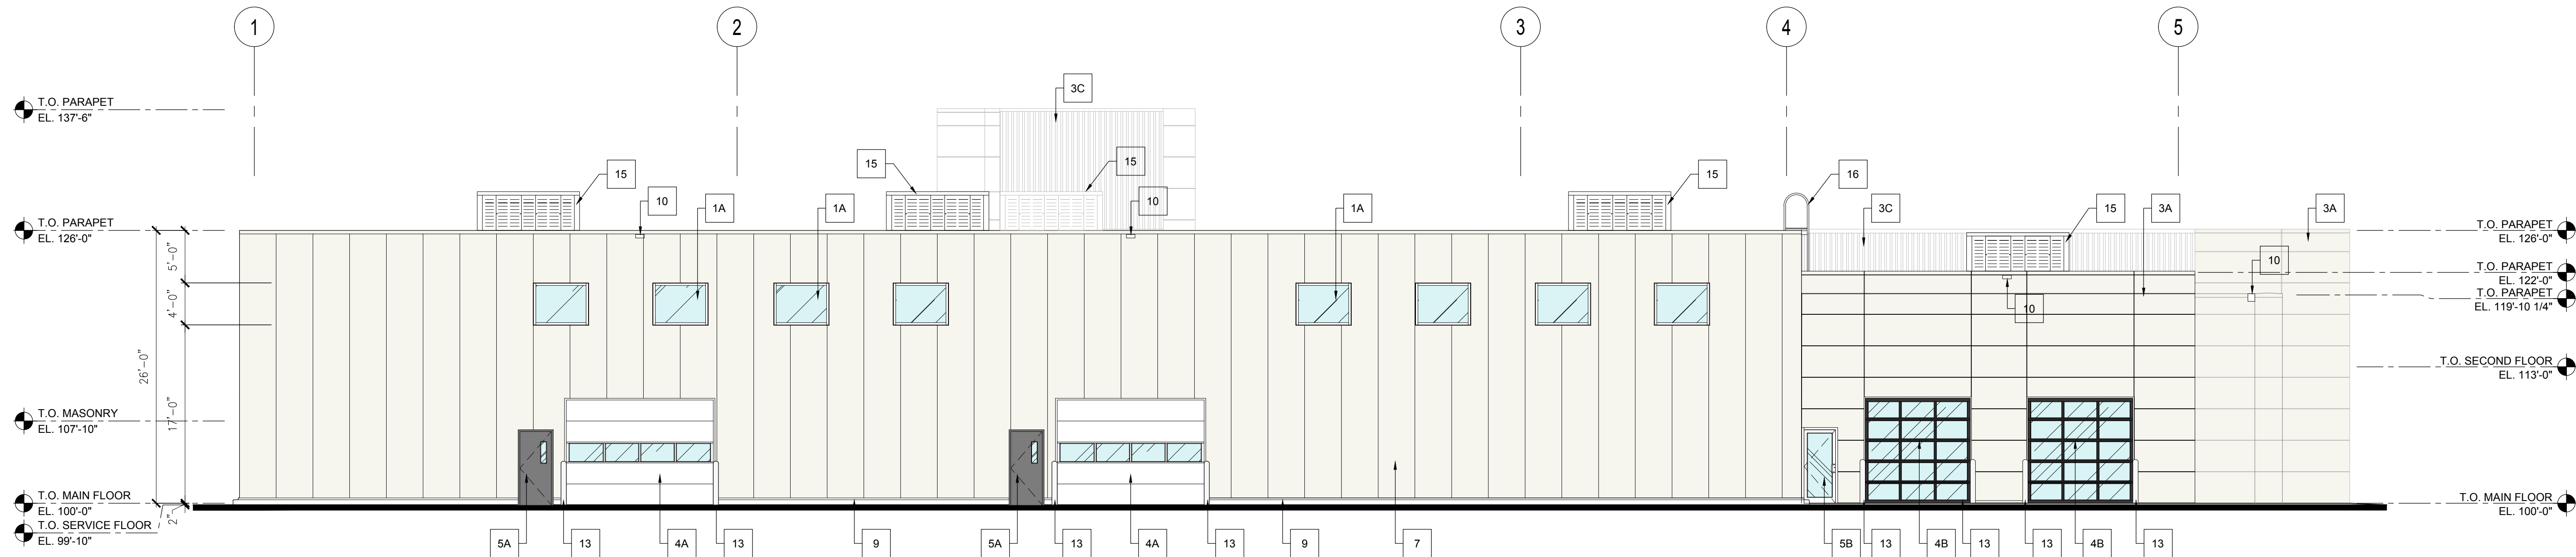 1
2
3
4
5
3C
T.O. PARAPET
EL. 137'-6"
15
15
15
15
16
10
1A
1A
10
1A
3C
15
3A
3A
T.O. PARAPET
EL. 126'-0"
T.O. PARAPET
EL. 126'-0"
5'-0"
10
T.O. PARAPET
EL. 122'-0"
4'-0"
T.O. PARAPET
EL. 119'-10 1/4"
10
26'-0"
T.O. SECOND FLOOR
EL. 113'-0"
17'-0"
T.O. MASONRY
EL. 107'-10"
T.O. MAIN FLOOR
EL. 100'-0"
T.O. MAIN FLOOR
EL. 100'-0"
2"
T.O. SERVICE FLOOR
EL. 99'-10"
5A
13
4A
13
9
5A
13
4A
13
9
7
5B
13
4B
13
13
4B
13